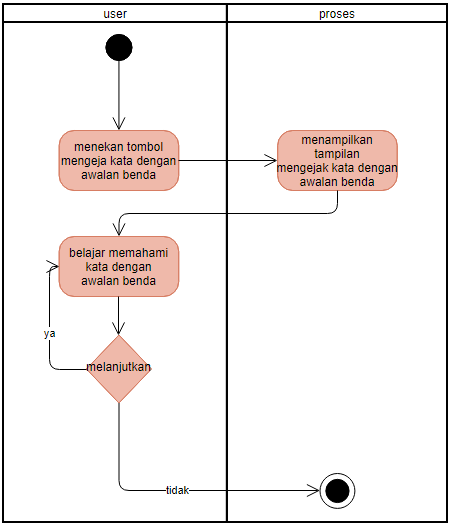 user
proses
menekan tombol
mengeja kata dengan
awalan benda
menampilkan
tampilan
mengejak kata dengan
awalan benda
belajar memahami
kata dengan
awalan benda
ya
melanjutkan
tidak